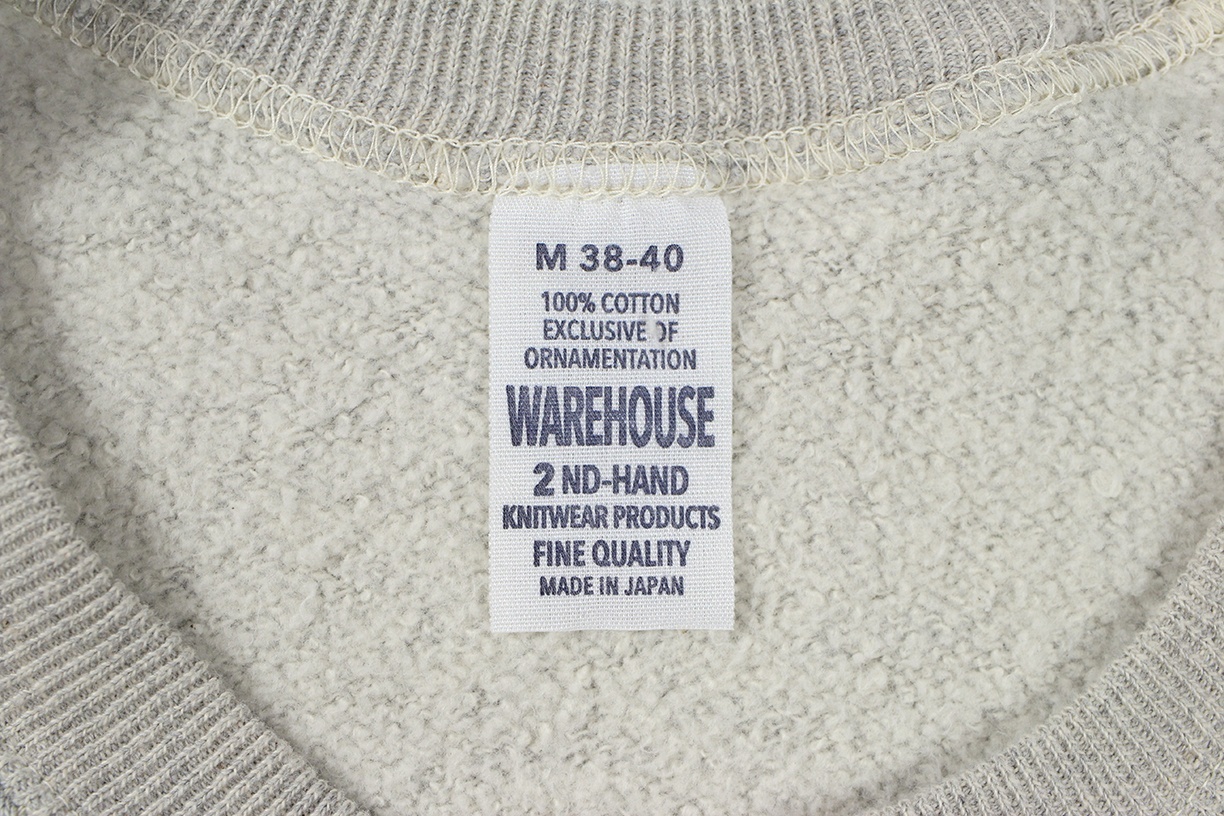 M 38-40
100% COTTON
EXCLUSIVE OF
ORNAMENTATION
WAREHOUSE
2 ND-HAND
KNITWEAR PRODUCTS
FINE QUALITY
MADE IN JAPAN